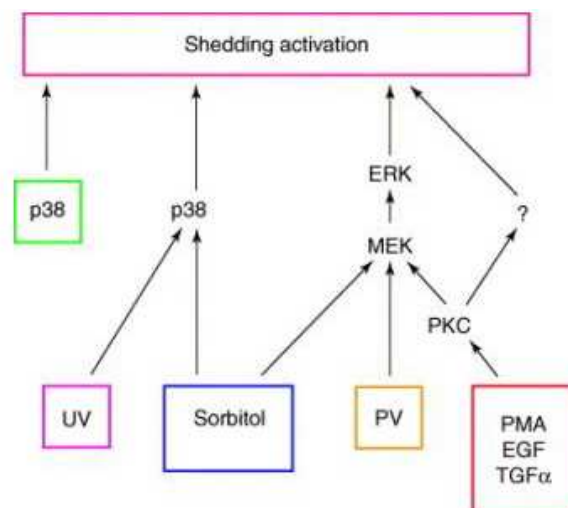 Shedding activation
ERK
p38
p38
?
MEK
PKC
UV
Sorbitol
PV
PMA
EGF
TGFα